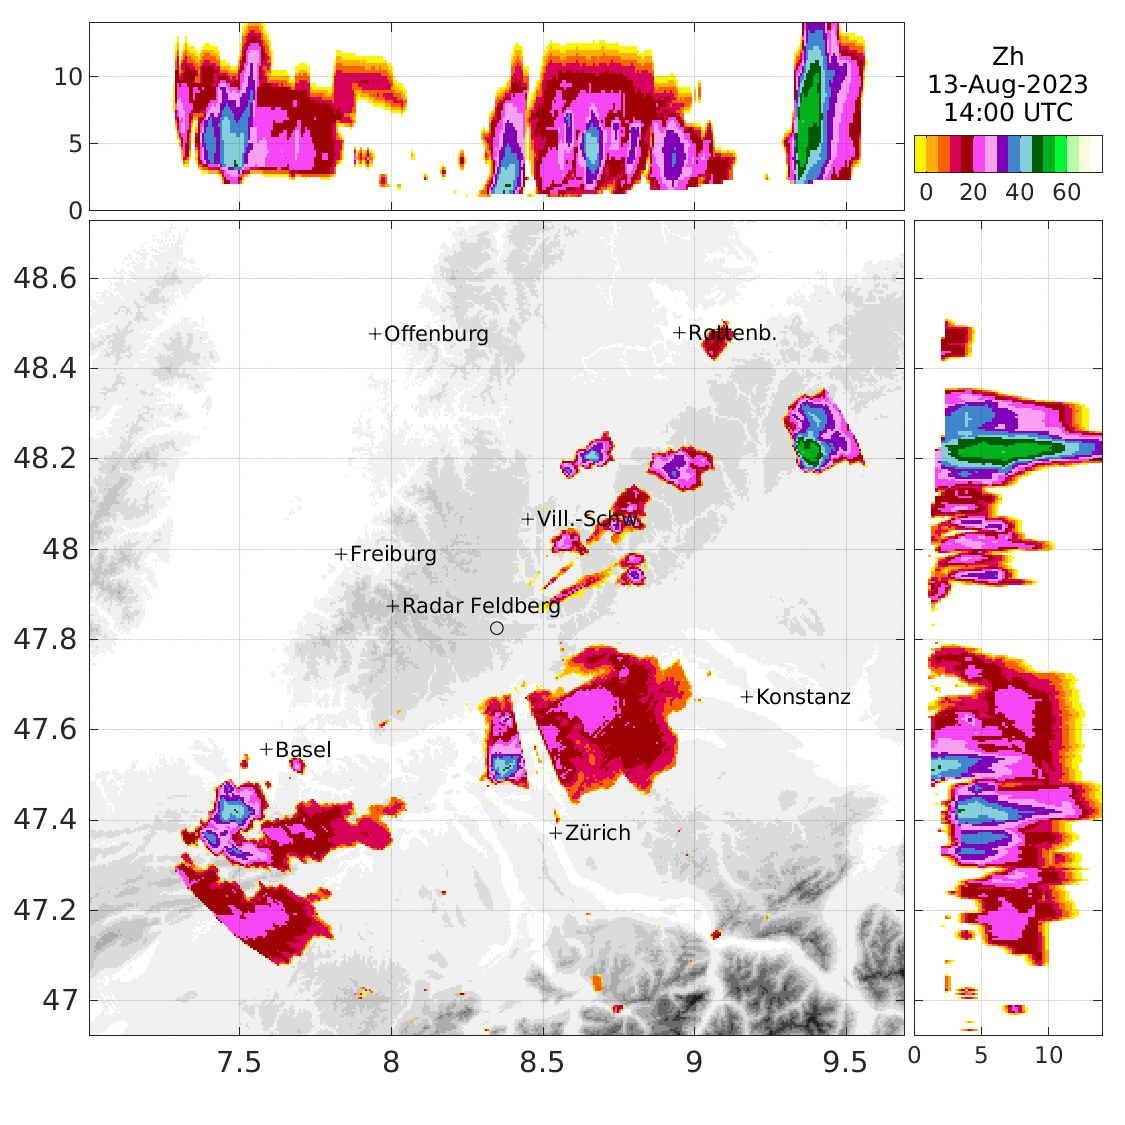 Zh
13-Aug-2023
14:00 UTC
0 20 40 60
10
5
0
48.6
48.4
48.2
48
47.8
47.6
47.4
47.2
47
+Offenburg
+Rottenb.
+Vill.-Schw.
+Freiburg
+Radar Feldberg
+Konstanz
+Basel
+Zürich
7.5 8 8.5 9 9.5
0 5 10